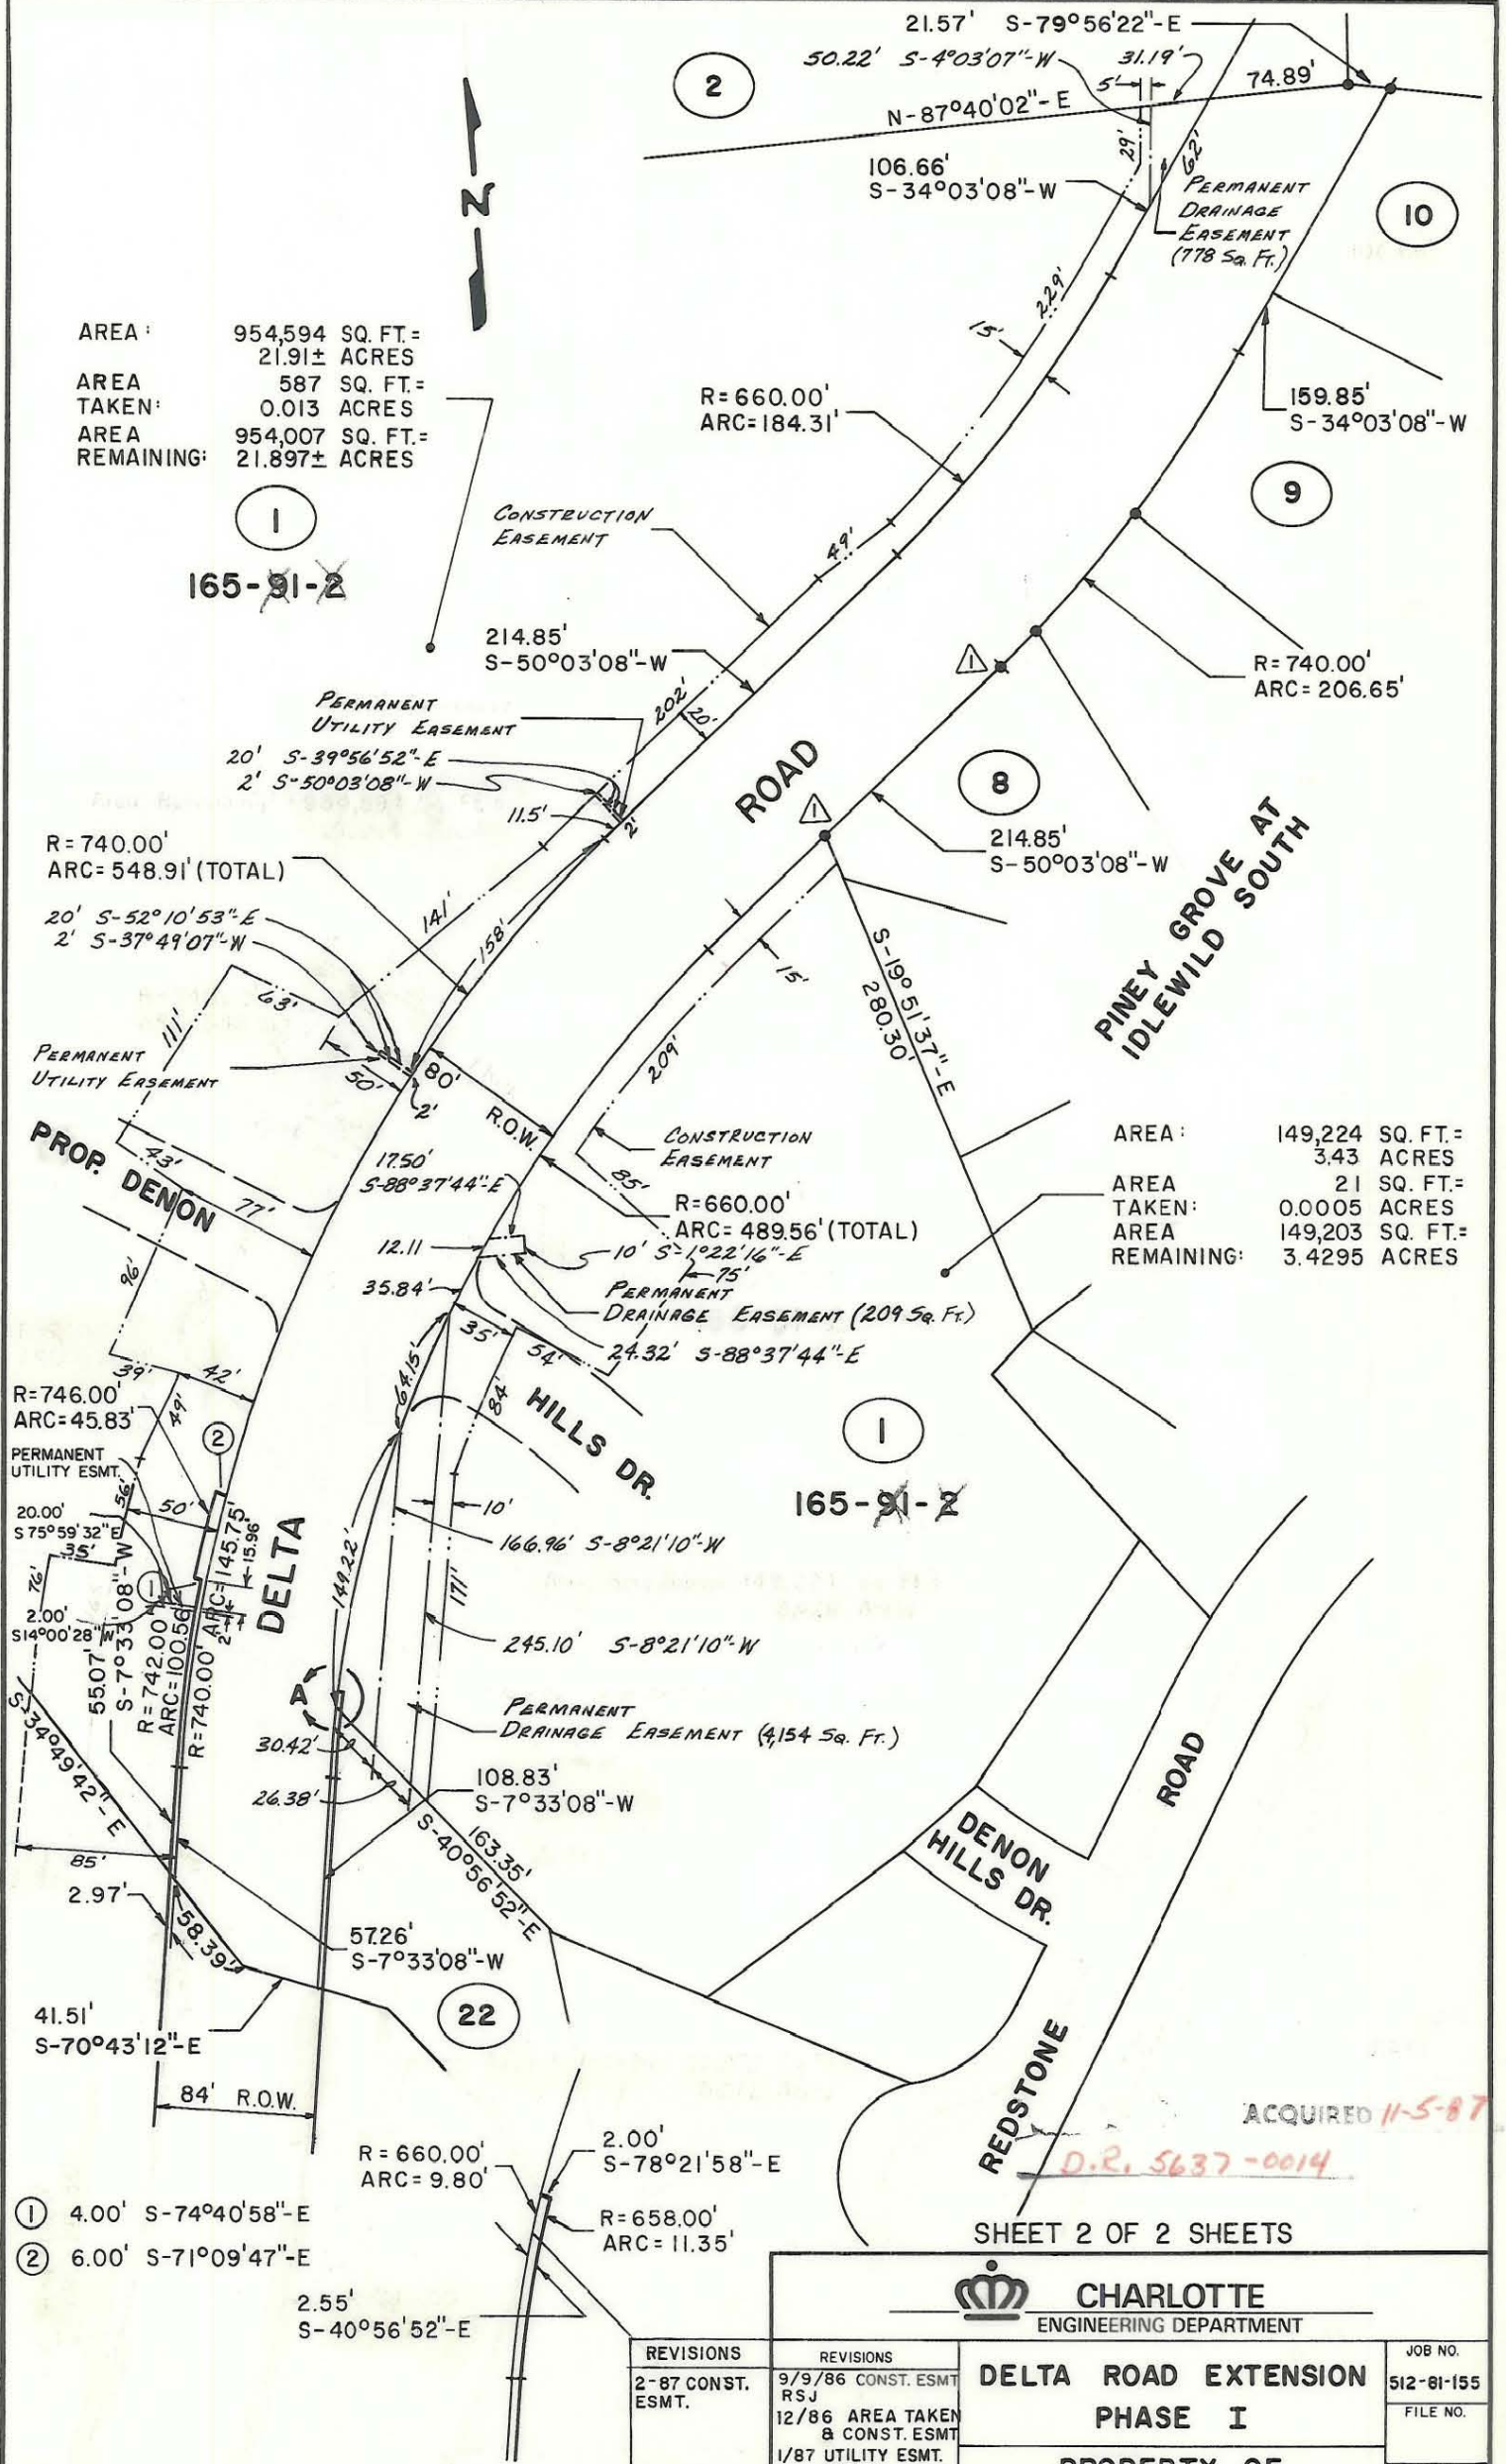 21.57' S-79°56'22"-E
50.22' S-4°03'07"-W
31.19'
5'
74.89'
2
N-87°40'02"-E
29'
62'
106.66'
S-34°03'08"-W
PERMANENT
DRAINAGE
EASEMENT
(778 SQ. FT.)
10
N
229'
15'
AREA: 954,594 SQ. FT.=
21.91± ACRES
AREA 587 SQ. FT.=
TAKEN: 0.013 ACRES
AREA 954,007 SQ. FT.=
REMAINING: 21.897± ACRES
1
165-91-2
R=660.00'
ARC=184.31'
159.85'
S-34°03'08"-W
9
CONSTRUCTION
EASEMENT
49'
214.85'
S-50°03'08"-W
1
R=740.00'
ARC=206.65'
PERMANENT
UTILITY EASEMENT
202'
20'
20' S-39°56'52"-E
2' S-50°03'08"-W
11.5'
2'
ROAD
8
1
214.85'
S-50°03'08"-W
R=740.00'
ARC=548.91' (TOTAL)
20' S-52°10'53"-E
2' S-37°49'07"-W
141'
158'
63'
111'
15'
S-19°51'37"-E
280.30'
PINEY GROVE AT
IDLEWILD SOUTH
PERMANENT
UTILITY EASEMENT
50'
80'
R.O.W.
2'
209'
PROP. DENON
43'
77'
17.50'
S-88°37'44"-E
CONSTRUCTION
EASEMENT
85'
R=660.00'
ARC=489.56' (TOTAL)
AREA: 149,224 SQ. FT.=
3.43 ACRES
AREA 21 SQ. FT.=
TAKEN: 0.0005 ACRES
AREA 149,203 SQ. FT.=
REMAINING: 3.4295 ACRES
12.11
10' S-1°22'16"-E
75'
96'
35.84'
PERMANENT
DRAINAGE EASEMENT (209 SQ. FT.)
35'
54'
24.32' S-88°37'44"-E
39'
42'
64.15'
84'
HILLS DR.
R=746.00'
ARC=45.83'
49'
2
1
165-91-2
PERMANENT
UTILITY ESMT.
56'
50'
20.00'
S 75°59'32"E
35'
76'
1
2.00'
S14°00'28"W
2'
15.96'
10'
166.96' S-8°21'10"-W
DELTA
149.22'
171'
245.10' S-8°21'10"-W
55.07'
S-7°33'08"-W
R=742.00'
ARC=100.56'
R=740.00' ARC=145.75'
S-34°49'42"-E
A
PERMANENT
DRAINAGE EASEMENT (4,154 SQ. FT.)
30.42'
26.38'
108.83'
S-7°33'08"-W
163.35'
S-40°56'52"-E
85'
2.97'
58.39'
57.26'
S-7°33'08"-W
DENON
HILLS DR.
ROAD
22
41.51'
S-70°43'12"-E
84' R.O.W.
REDSTONE
ACQUIRED 11-5-87
D.R. 5637-0014
R=660.00'
ARC=9.80'
2.00'
S-78°21'58"-E
R=658.00'
ARC=11.35'
1 4.00' S-74°40'58"-E
2 6.00' S-71°09'47"-E
2.55'
S-40°56'52"-E
SHEET 2 OF 2 SHEETS
CHARLOTTE
ENGINEERING DEPARTMENT
REVISIONS
2-87 CONST.
ESMT.
REVISIONS
9/9/86 CONST. ESMT
RSJ
12/86 AREA TAKEN
& CONST. ESMT
1/87 UTILITY ESMT.
DELTA ROAD EXTENSION
PHASE I
PROPERTY OF
JOB NO.
512-81-155
FILE NO.